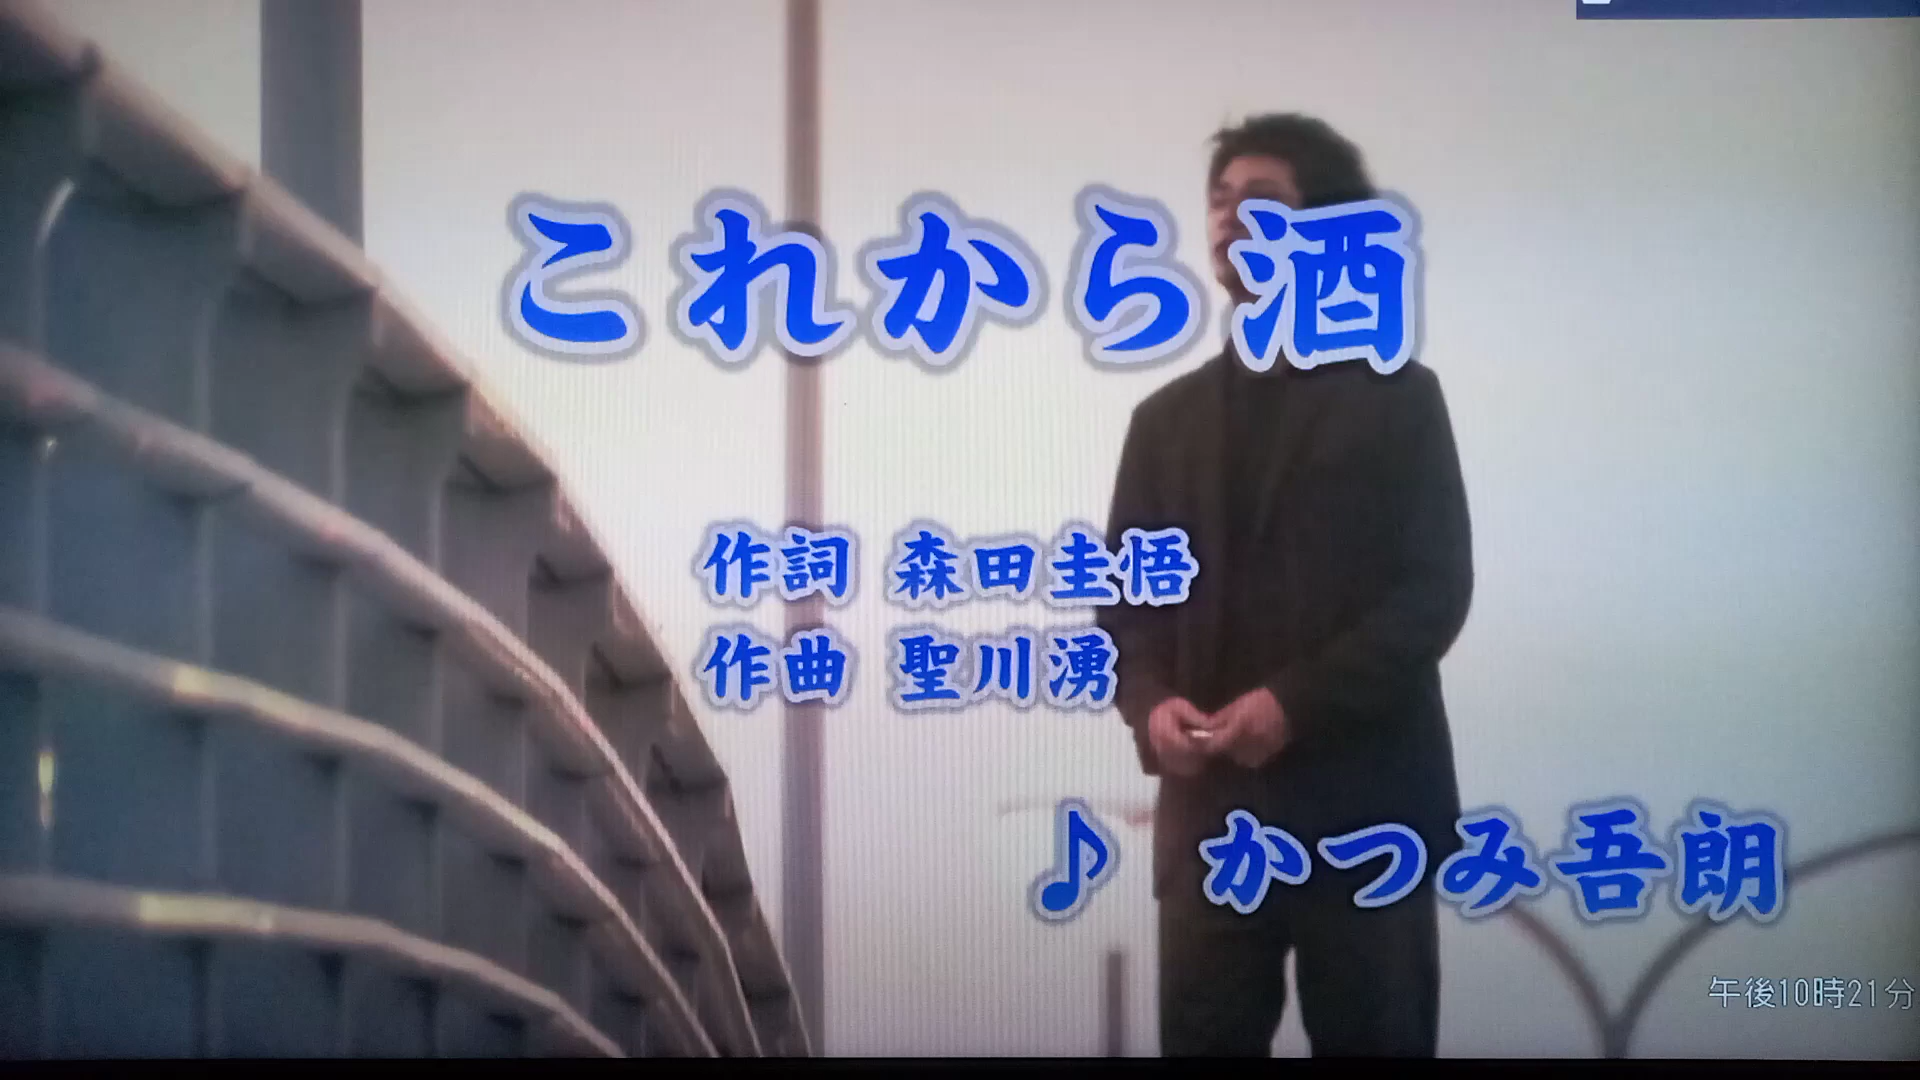 これから酒
作詞 森田圭悟
作曲 聖川湧
♪ かつみ吾朗
午後10時21分